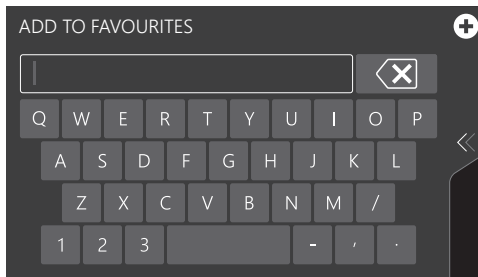 ADD TO FAVOURITES
Q W E R T Y U I O P
A S D F G H J K L
Z X C V B N M /
1 2 3 - ' .